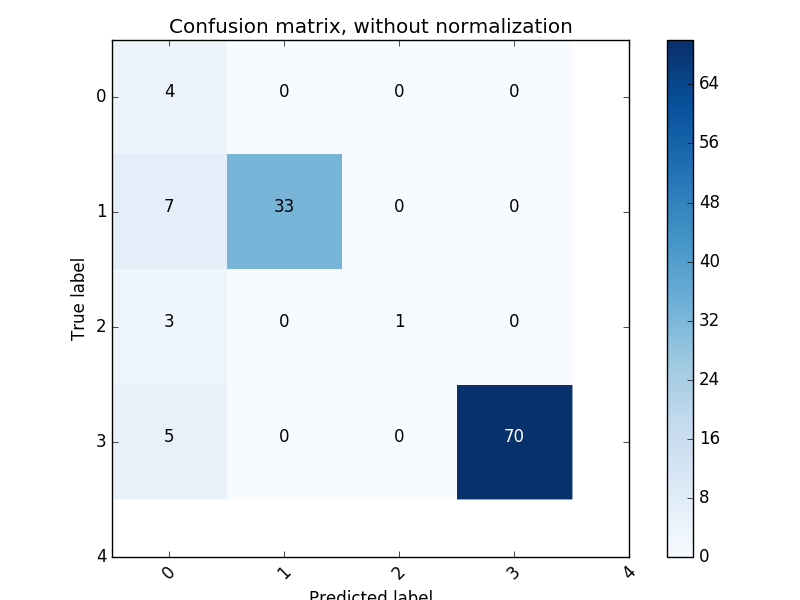 Confusion matrix, without normalization
True label
0 4 0 0 0
1 7 33 0 0
2 3 0 1 0
3 5 0 0 70
4
0 1 2 3 4
Predicted label
64
56
48
40
32
24
16
8
0